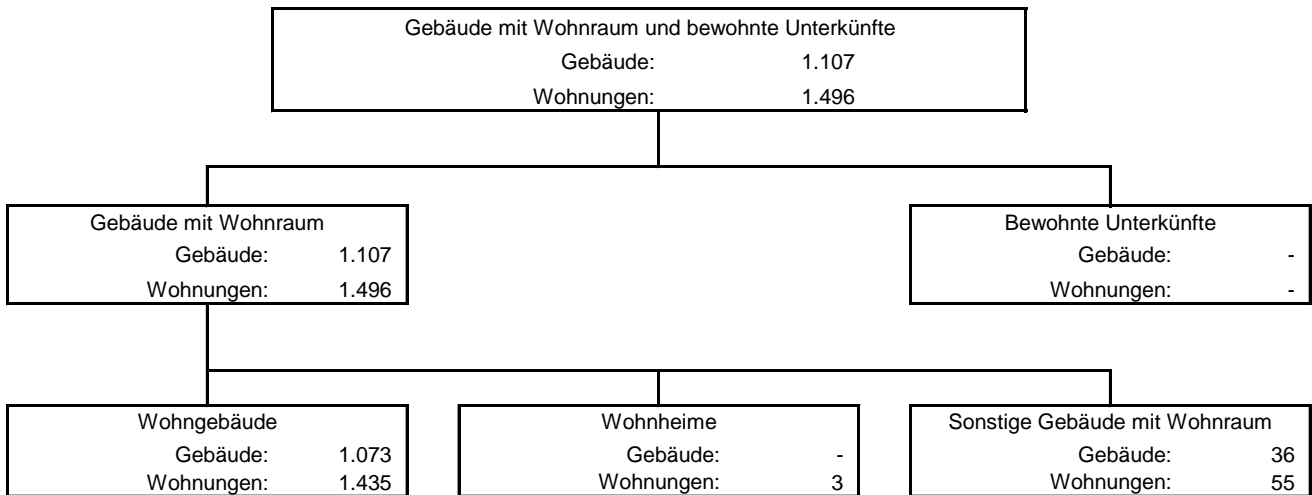 Gebäude mit Wohnraum und bewohnte Unterkünfte
Gebäude: 1.107
Wohnungen: 1.496
Gebäude mit Wohnraum
Gebäude: 1.107
Wohnungen: 1.496
Bewohnte Unterkünfte
Gebäude: -
Wohnungen: -
Wohngebäude
Gebäude: 1.073
Wohnungen: 1.435
Wohnheime
Gebäude: -
Wohnungen: 3
Sonstige Gebäude mit Wohnraum
Gebäude: 36
Wohnungen: 55